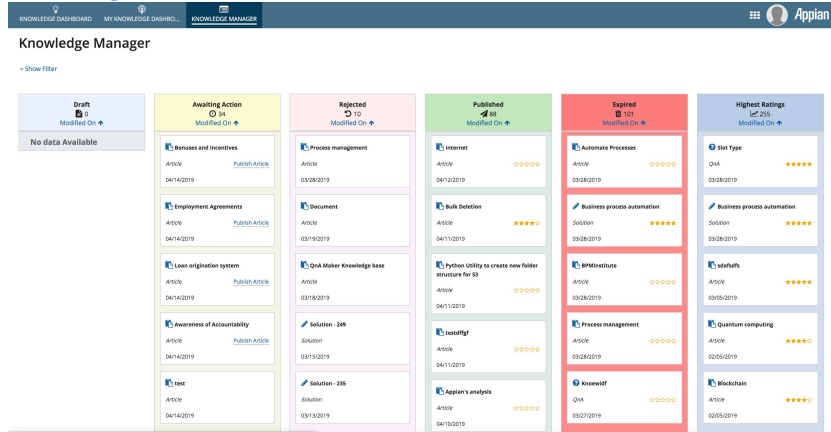 KNOWLEDGE DASHBOARD
MY KNOWLEDGE DASHBO...
KNOWLEDGE MANAGER
Appian
Knowledge Manager
Show Filter
Draft
0
Modified On
No data Available
Awaiting Action
34
Modified On
Bonuses and Incentives
Article
Publish Article
04/14/2019
Employment Agreements
Article
Publish Article
04/14/2019
Loan origination system
Article
Publish Article
04/14/2019
Awareness of Accountablity
Article
Publish Article
04/14/2019
test
Article
04/14/2019
Rejected
10
Modified On
Process management
Article
03/28/2019
Document
Article
03/19/2019
QnA Maker Knowledge base
Article
03/18/2019
Solution - 249
Solution
03/15/2019
Solution - 235
Solution
03/13/2019
Published
88
Modified On
Internet
Article
04/12/2019
Bulk Deletion
Article
04/11/2019
Python Utility to create new folder
structure for S3
Article
04/11/2019
testdffgf
Article
04/11/2019
Appian's analysis
Article
04/10/2019
Expired
101
Modified On
Automate Processes
Article
03/28/2019
Business process automation
Solution
03/28/2019
BPMInstitute
Article
03/28/2019
Process management
Article
03/28/2019
Knoewidf
QnA
03/27/2019
Highest Ratings
255
Modified On
Slot Type
QnA
03/28/2019
Business process automation
Solution
03/28/2019
sdafsdfs
Article
03/05/2019
Quantum computing
Article
02/05/2019
Blockchain
Article
02/05/2019